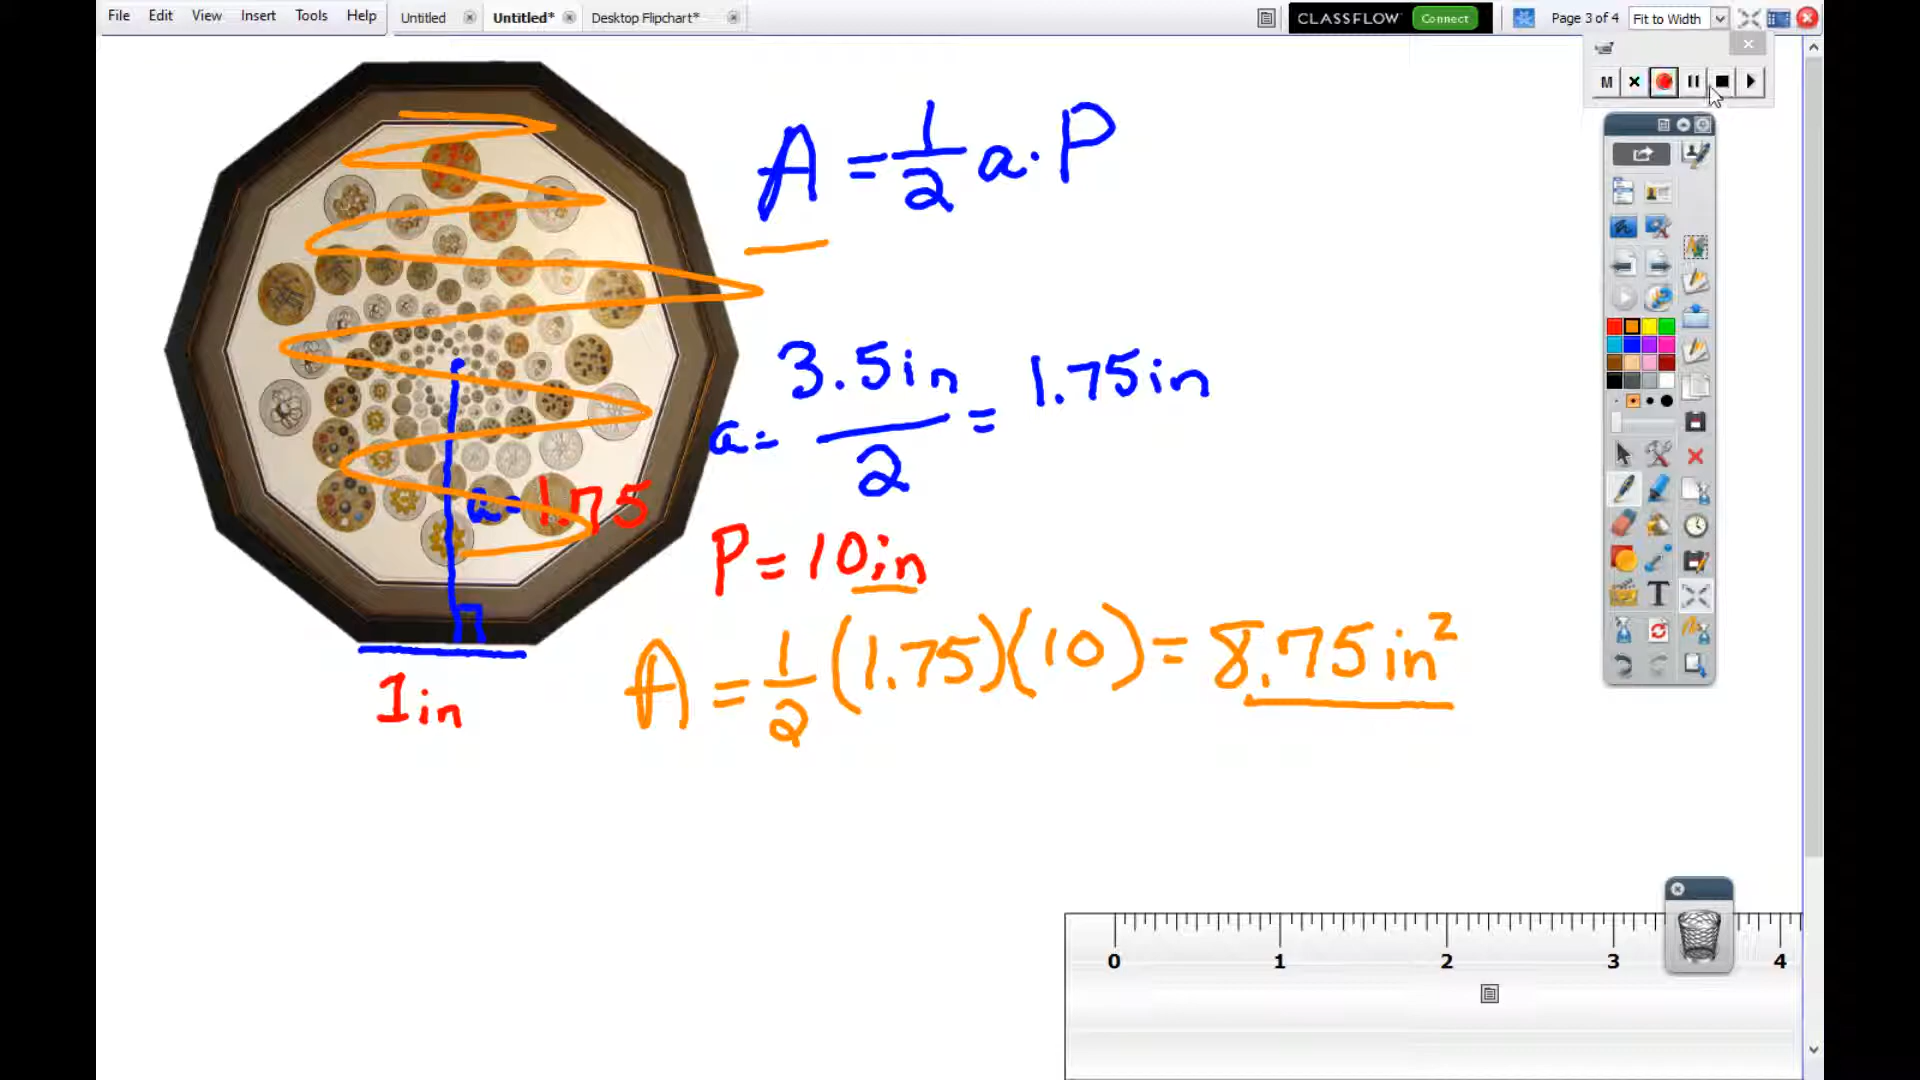 File Edit View Insert Tools Help Untitled Untitled* Desktop Flipchart* CLASSFLOW Connect Page 3 of 4 Fit to Width
M
A = 1/2 a · P
a = 3.5in / 2 = 1.75in
a = 1.75
P = 10in
A = 1/2 (1.75)(10) = 8.75 in²
1in
T
0 1 2 3 4